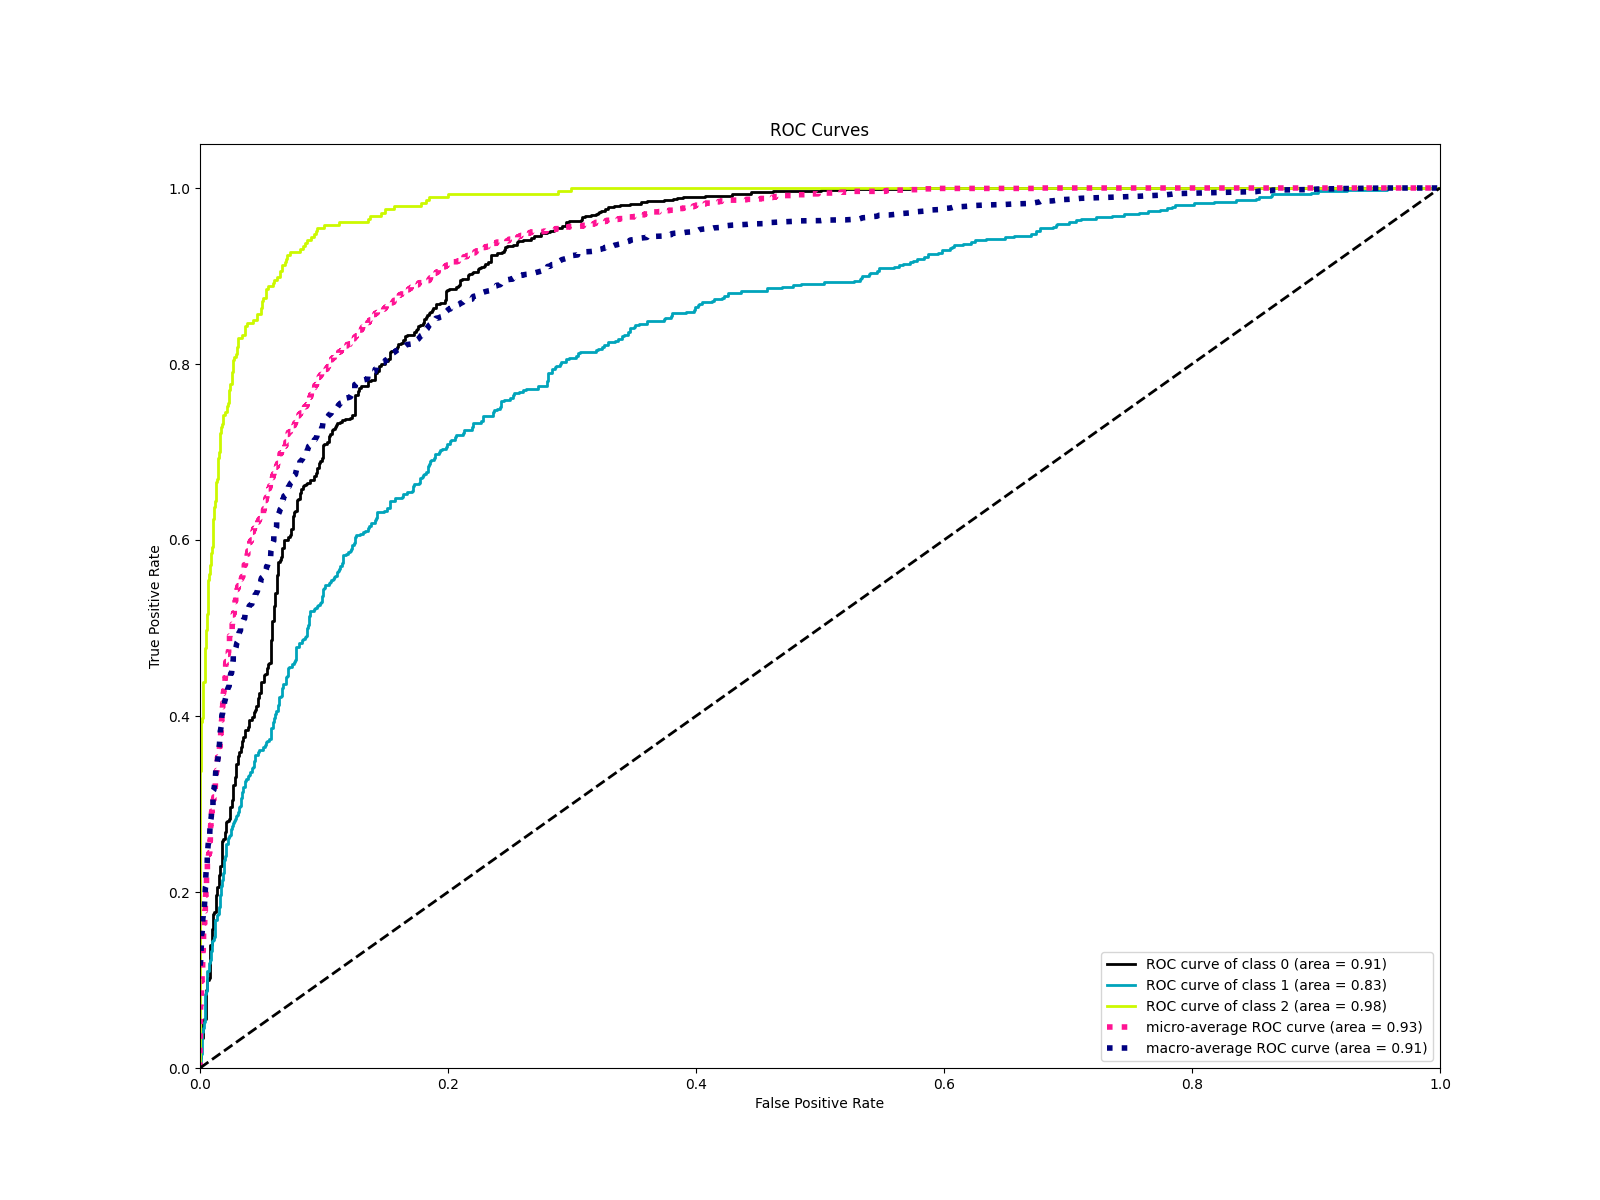 ROC Curves
True Positive Rate
1.0
0.8
0.6
0.4
0.2
0.0
0.0 0.2 0.4 0.6 0.8 1.0
False Positive Rate
ROC curve of class 0 (area = 0.91)
ROC curve of class 1 (area = 0.83)
ROC curve of class 2 (area = 0.98)
micro-average ROC curve (area = 0.93)
macro-average ROC curve (area = 0.91)